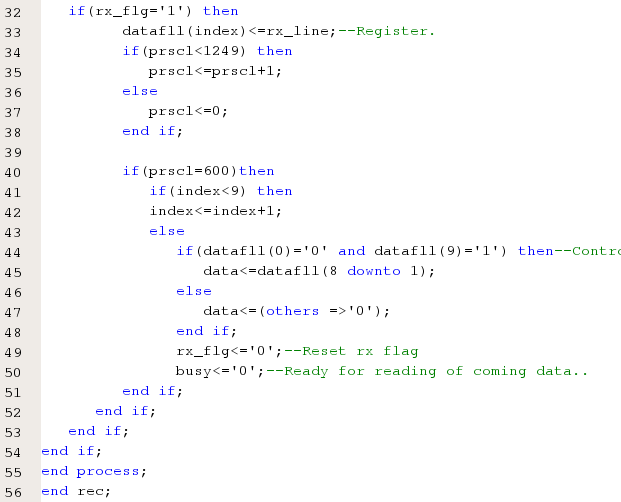 32 if(rx_flg='1') then
33 datafll(index)<=rx_line;--Register.
34 if(prscl<1249) then
35 prscl<=prscl+1;
36 else
37 prscl<=0;
38 end if;
39
40 if(prscl=600)then
41 if(index<9) then
42 index<=index+1;
43 else
44 if(datafll(0)='0' and datafll(9)='1') then--Contro
45 data<=datafll(8 downto 1);
46 else
47 data<=(others =>'0');
48 end if;
49 rx_flg<='0';--Reset rx flag
50 busy<='0';--Ready for reading of coming data..
51 end if;
52 end if;
53 end if;
54 end if;
55 end process;
56 end rec;